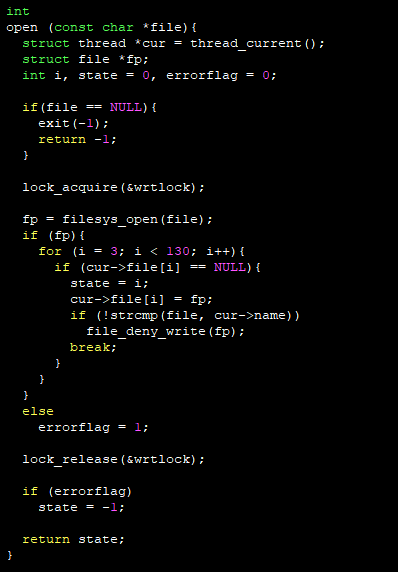 int
open (const char *file){
  struct thread *cur = thread_current();
  struct file *fp;
  int i, state = 0, errorflag = 0;

  if(file == NULL){
    exit(-1);
    return -1;
  }

  lock_acquire(&wrtlock);

  fp = filesys_open(file);
  if (fp){
    for (i = 3; i < 130; i++){
      if (cur->file[i] == NULL){
        state = i;
        cur->file[i] = fp;
        if (!strcmp(file, cur->name))
          file_deny_write(fp);
        break;
      }
    }
  }
  else
    errorflag = 1;

  lock_release(&wrtlock);

  if (errorflag)
    state = -1;

  return state;
}